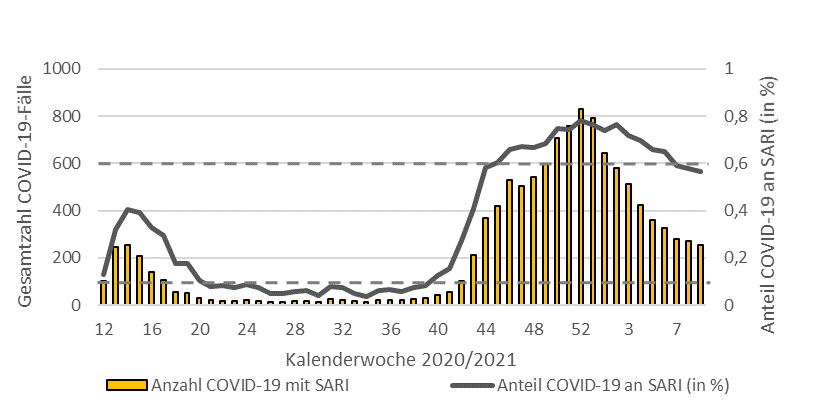 Gesamtzahl COVID-19-Fälle
1000
800
600
400
200
0
1
0,8
0,6
0,4
0,2
0
Anteil COVID-19 an SARI (in %)
12 16 20 24 28 32 36 40 44 48 52 3 7
Kalenderwoche 2020/2021
Anzahl COVID-19 mit SARI Anteil COVID-19 an SARI (in %)